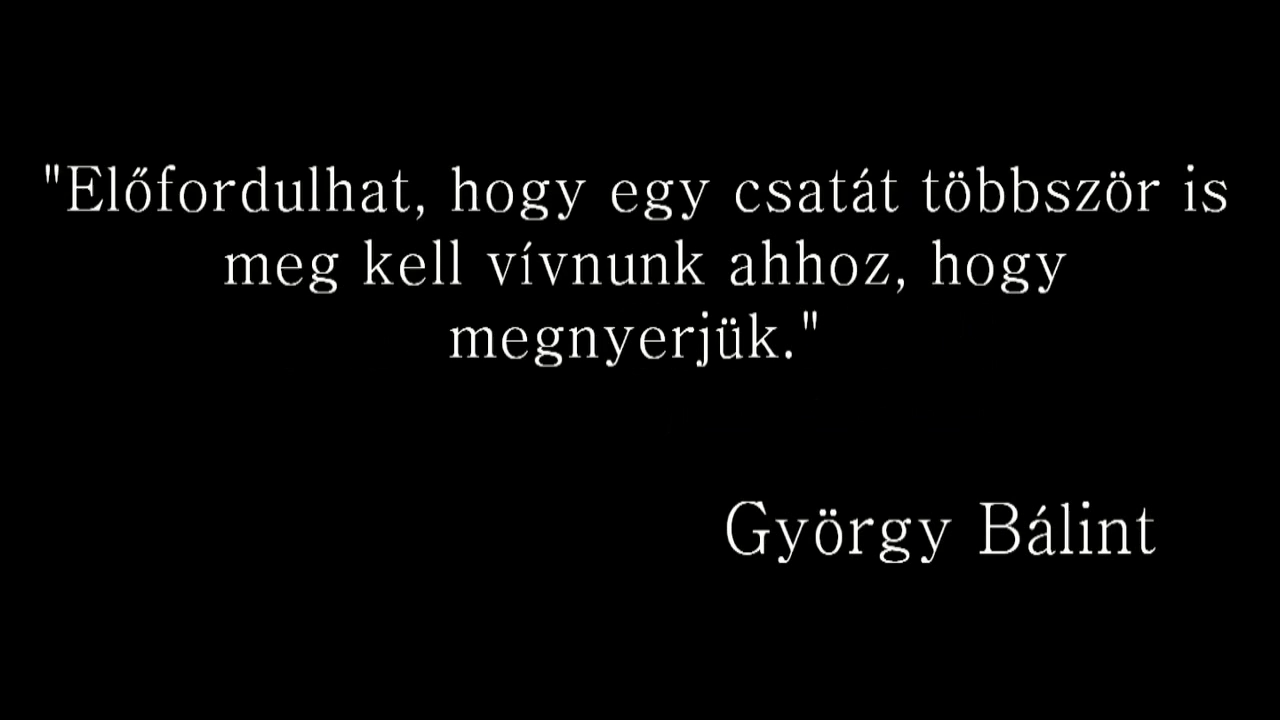 "Előfordulhat, hogy egy csatát többször is
meg kell vívnunk ahhoz, hogy
megnyerjük."
György Bálint